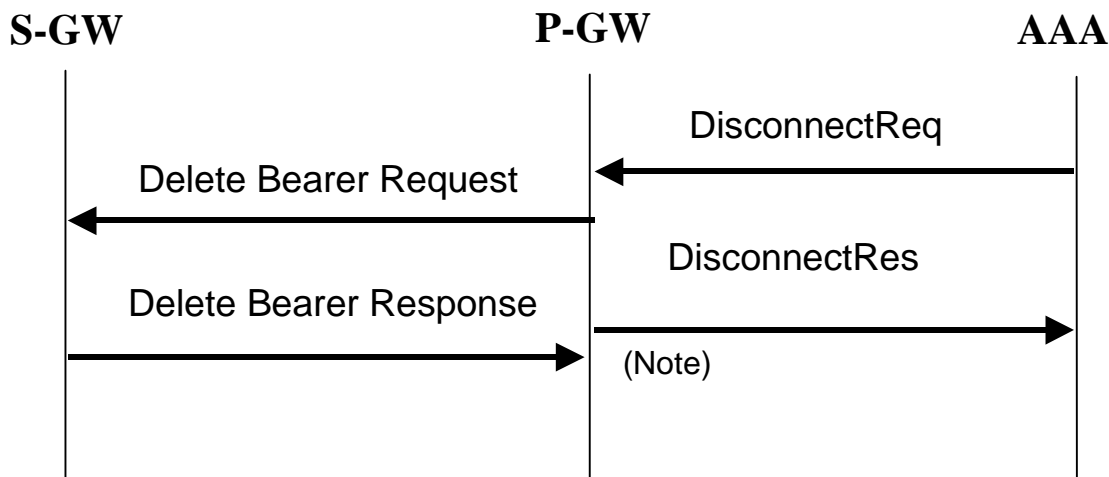 S-GW P-GW AAA
DisconnectReq
Delete Bearer Request
DisconnectRes
Delete Bearer Response
(Note)